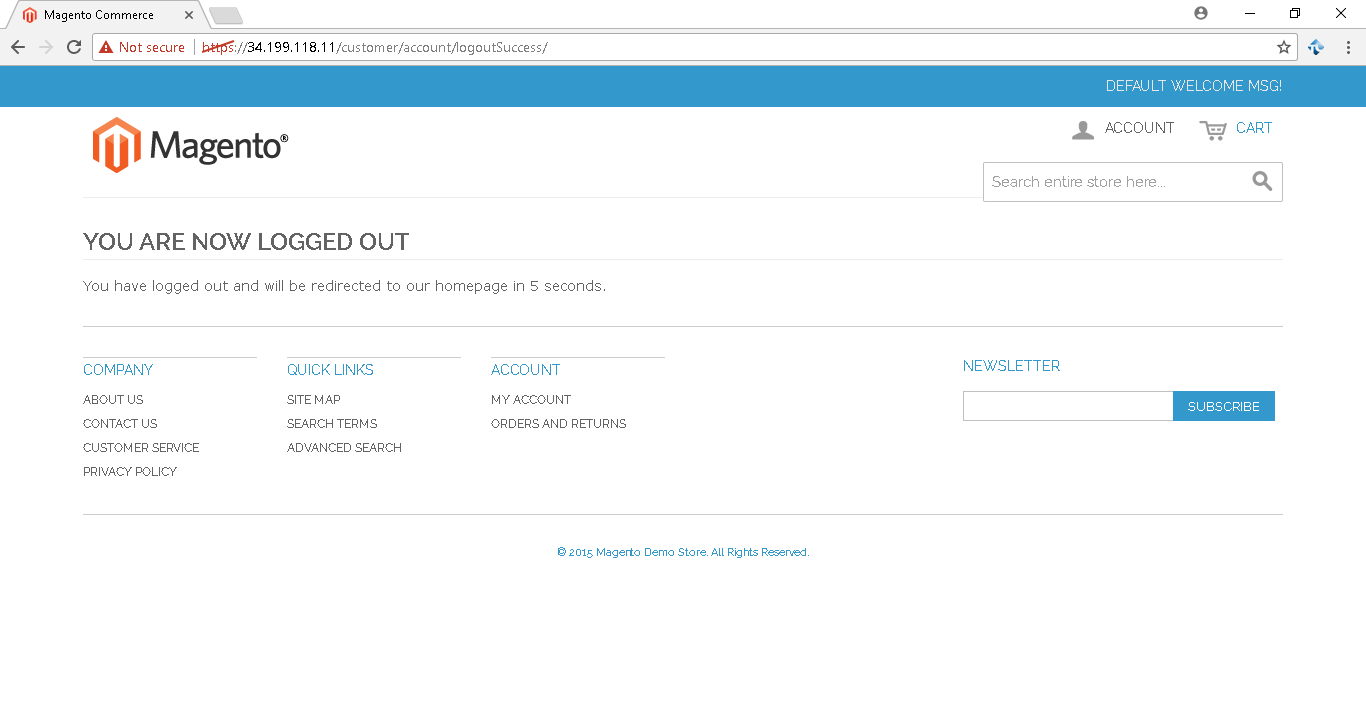 Magento Commerce
Not secure https://34.199.118.11/customer/account/logoutSuccess/
DEFAULT WELCOME MSG!
Magento®
ACCOUNT
CART
Search entire store here...
YOU ARE NOW LOGGED OUT
You have logged out and will be redirected to our homepage in 5 seconds.
COMPANY
ABOUT US
CONTACT US
CUSTOMER SERVICE
PRIVACY POLICY
QUICK LINKS
SITE MAP
SEARCH TERMS
ADVANCED SEARCH
ACCOUNT
MY ACCOUNT
ORDERS AND RETURNS
NEWSLETTER
SUBSCRIBE
© 2015 Magento Demo Store. All Rights Reserved.